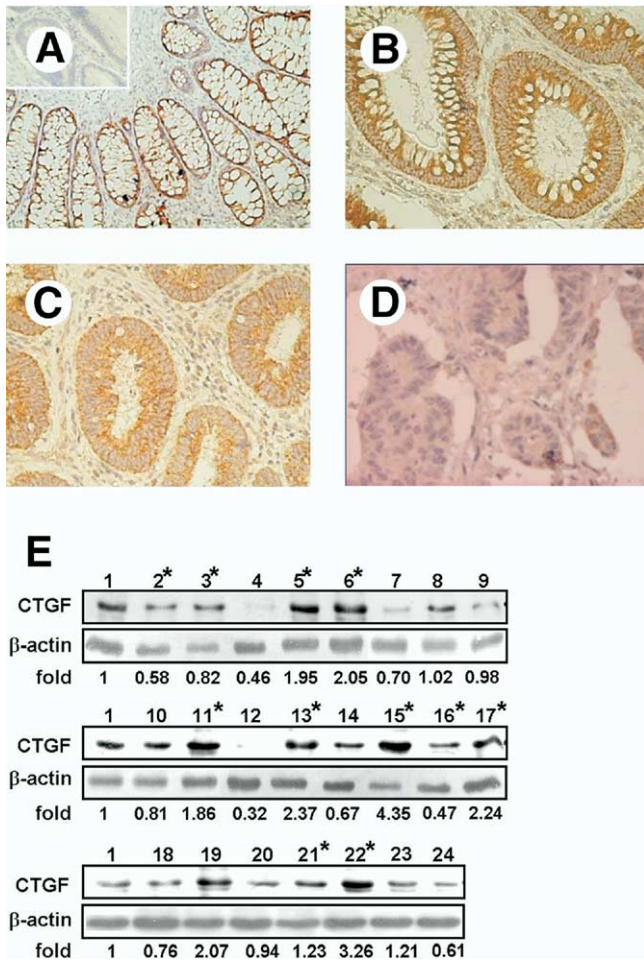 A
B
C
D
E
1 2* 3* 4 5* 6* 7 8 9
CTGF
β-actin
fold 1 0.58 0.82 0.46 1.95 2.05 0.70 1.02 0.98
1 10 11* 12 13* 14 15* 16* 17*
CTGF
β-actin
fold 1 0.81 1.86 0.32 2.37 0.67 4.35 0.47 2.24
1 18 19 20 21* 22* 23 24
CTGF
β-actin
fold 1 0.76 2.07 0.94 1.23 3.26 1.21 0.61